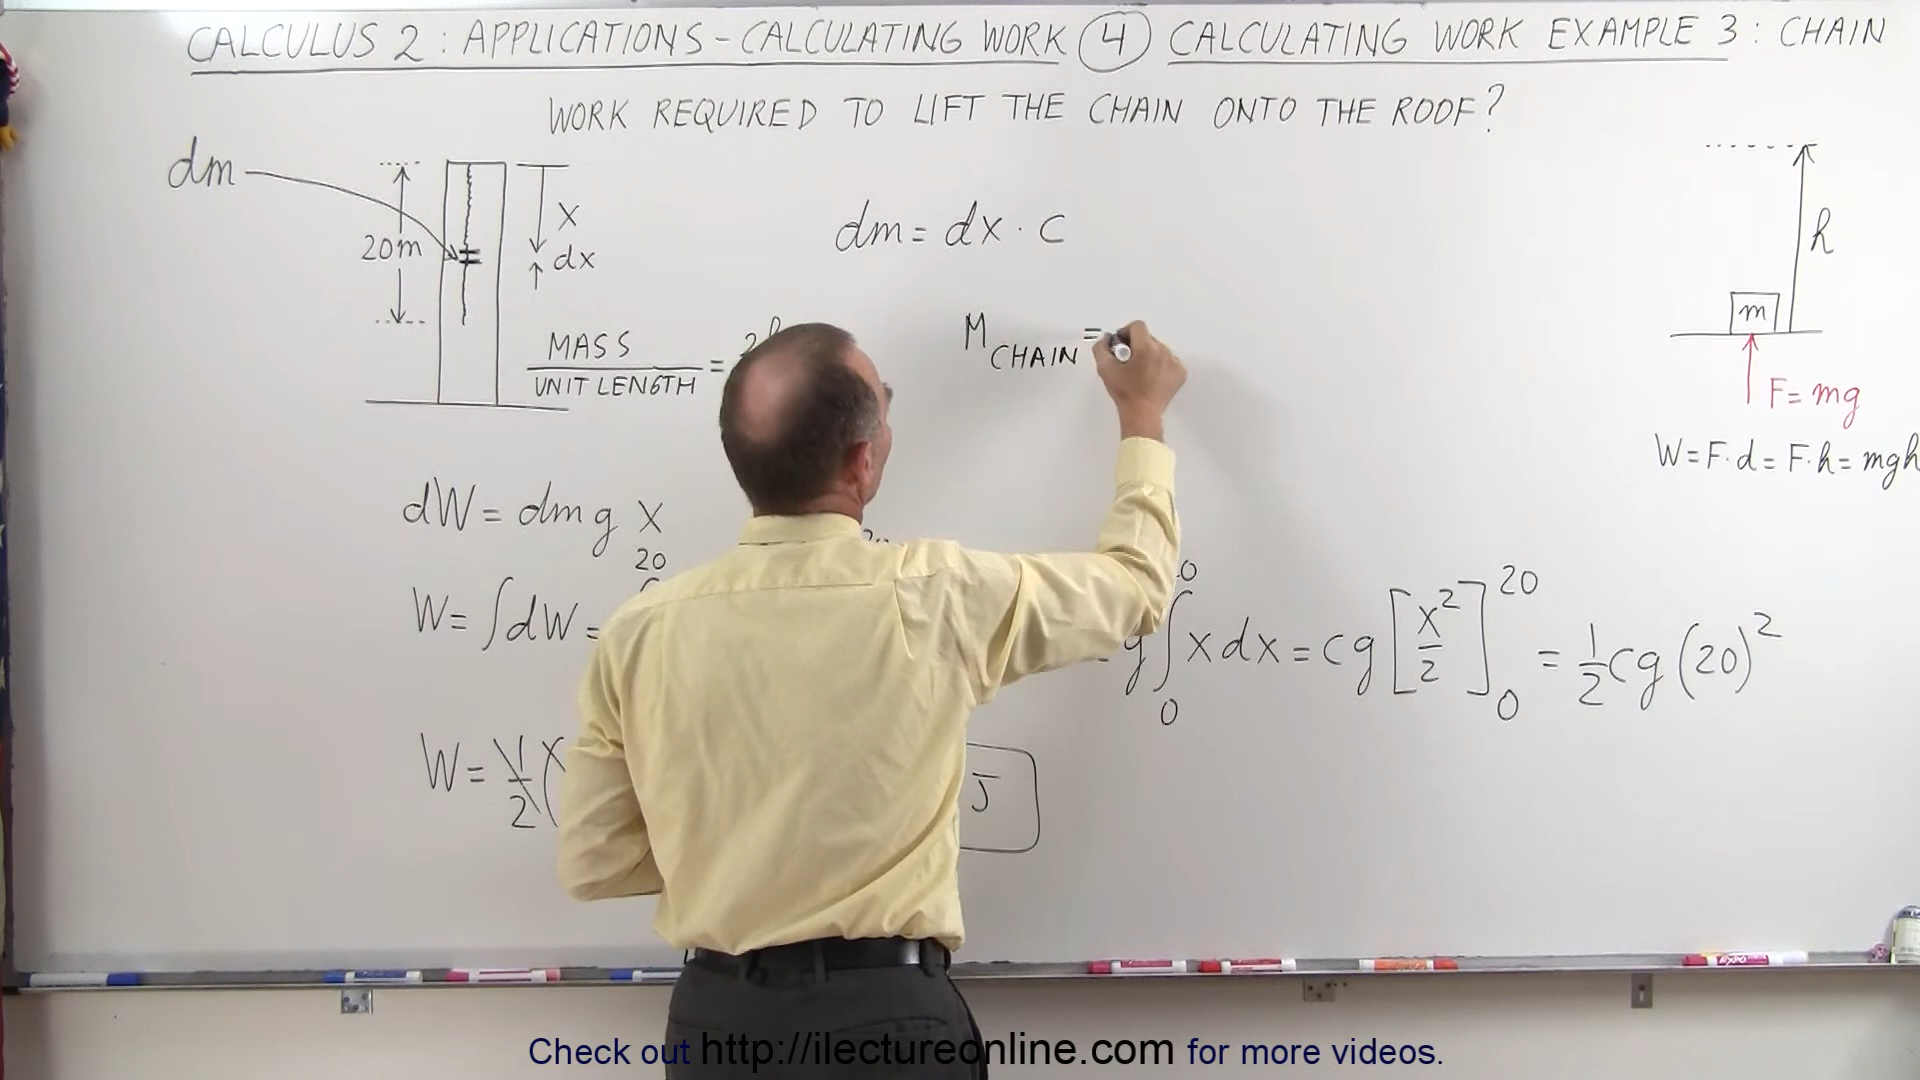 CALCULUS 2 : APPLICATIONS - CALCULATING WORK 4 CALCULATING WORK EXAMPLE 3 : CHAIN
WORK REQUIRED TO LIFT THE CHAIN ONTO THE ROOF?
dm
20m
x
dx
MASS
UNIT LENGTH
=
dm = dx · c
M CHAIN =
h
m
F = mg
W = F · d = F · h = mgh
dW = dm g x
20
W = ∫dW =
g ∫ x dx = cg [x²/2] 20 0 = 1/2 cg (20)²
0
W = 1/2 (
J
Check out http://ilectureonline.com for more videos.